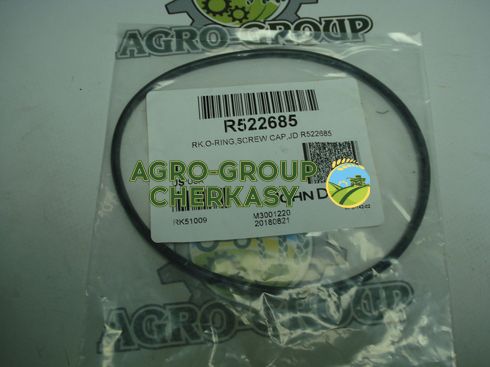 AGRO-GROUP
R522685
RK,O-RING,SCREW CAP,JD R522685
AGRO-GROUP
CHERKASY
RK51009
M3001220
20180821
AGRO-GROUP